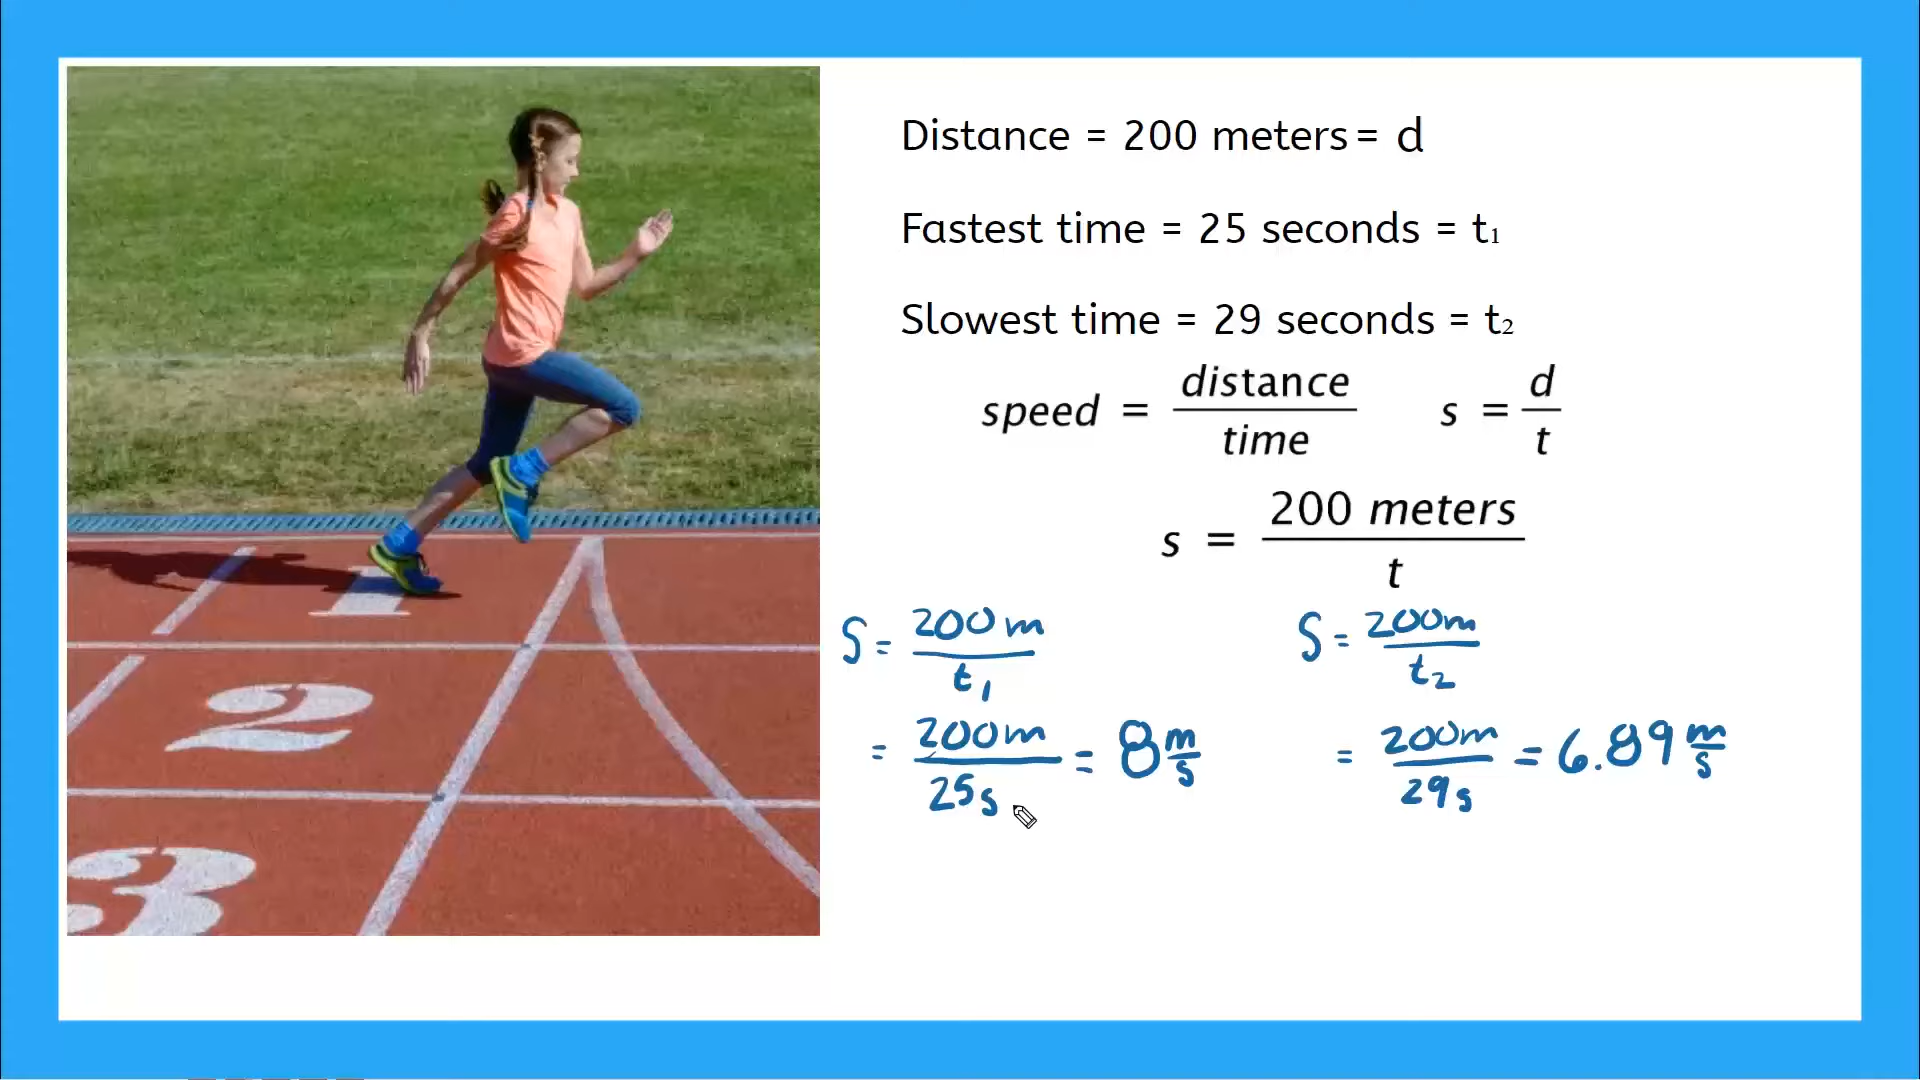 Distance = 200 meters = d
Fastest time = 25 seconds = t₁
Slowest time = 29 seconds = t₂
speed = distance / time    s = d / t
s = 200 meters / t
S = 200m / t₁    S = 200m / t₂
= 200m / 25s = 8 m/s    = 200m / 29s = 6.89 m/s
1
2
3